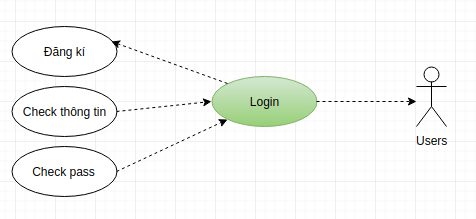 Đăng kí
Check thông tin
Login
Check pass
Users